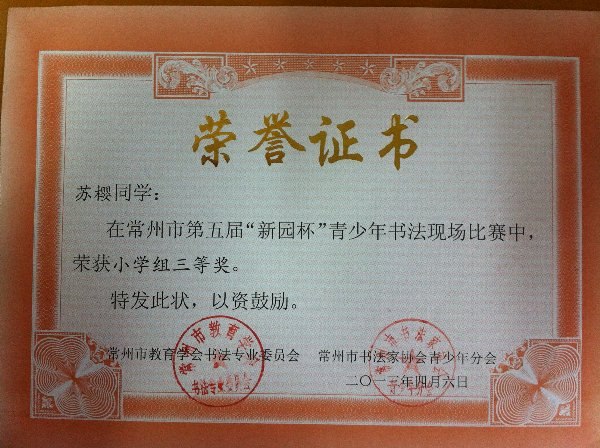 荣誉证书
苏樱同学：
在常州市第五届“新园杯”青少年书法现场比赛中，
荣获小学组三等奖。
特发此状，以资鼓励。
常州市教育学会书法专业委员会 常州市书法家协会青少年分会
二〇一三年四月六日